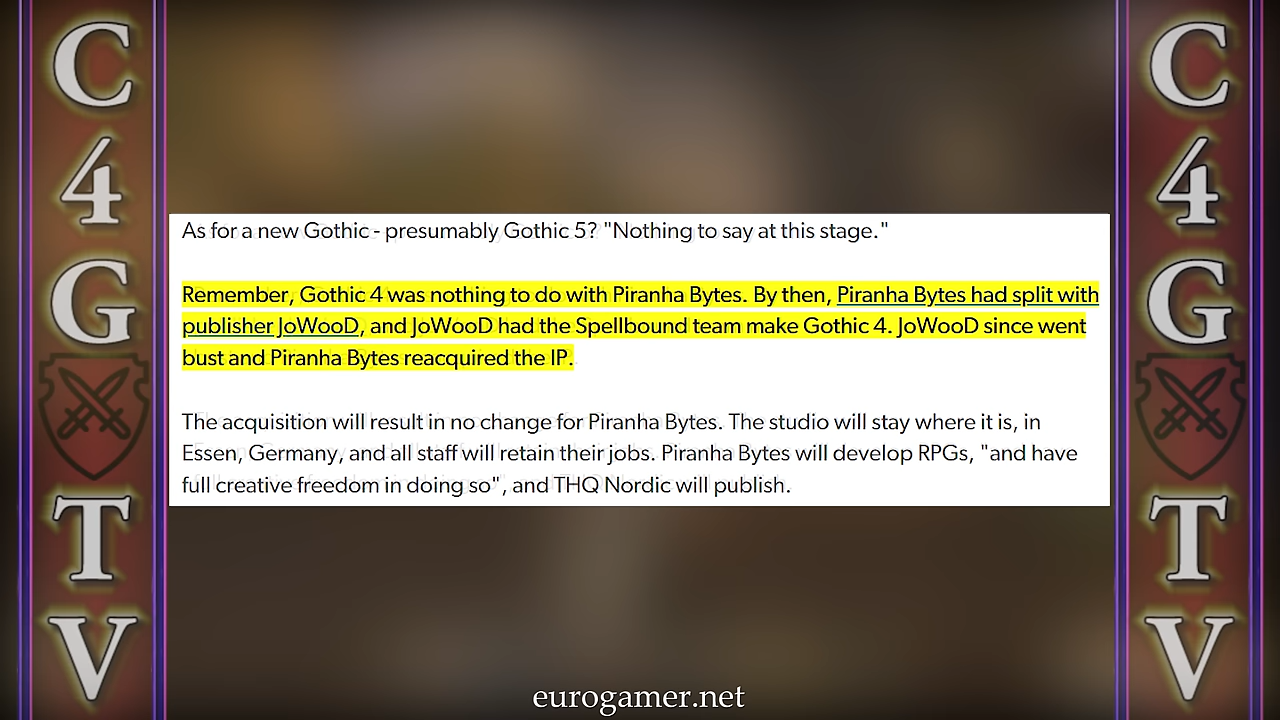 C4GTV
As for a new Gothic - presumably Gothic 5? "Nothing to say at this stage."
Remember, Gothic 4 was nothing to do with Piranha Bytes. By then, Piranha Bytes had split with
publisher JoWooD, and JoWooD had the Spellbound team make Gothic 4. JoWooD since went
bust and Piranha Bytes reacquired the IP.
The acquisition will result in no change for Piranha Bytes. The studio will stay where it is, in
Essen, Germany, and all staff will retain their jobs. Piranha Bytes will develop RPGs, "and have
full creative freedom in doing so", and THQ Nordic will publish.
C4GTV
eurogamer.net